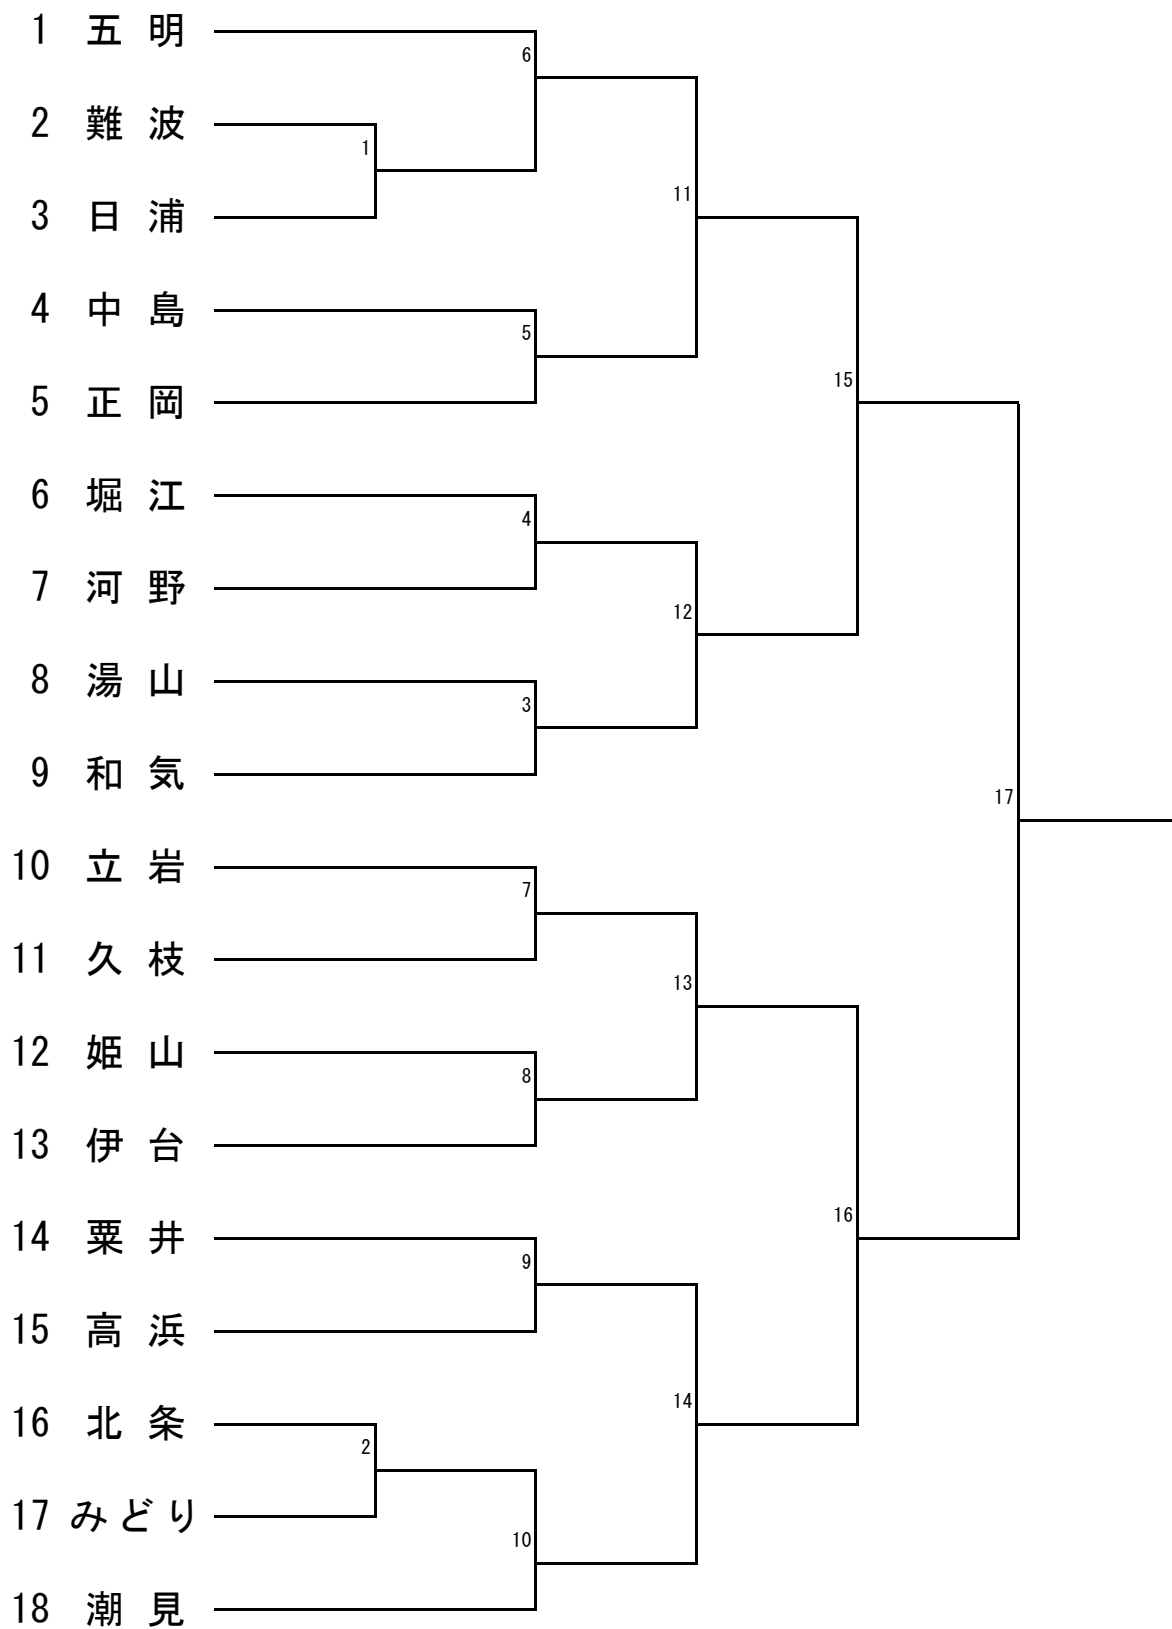 1 五 明
6
2 難 波
1
3 日 浦
11
4 中 島
5
5 正 岡
15
6 堀 江
4
7 河 野
12
8 湯 山
3
9 和 気
17
10 立 岩
7
11 久 枝
13
12 姫 山
8
13 伊 台
16
14 粟 井
9
15 高 浜
14
16 北 条
2
17 みどり
10
18 潮 見